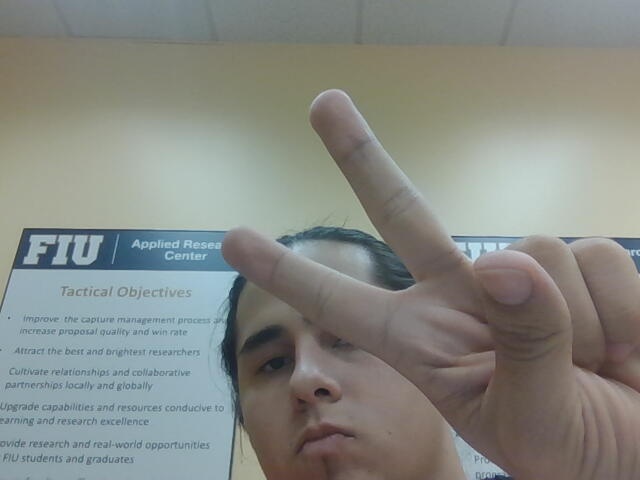 FIU | Applied Resea
Center
Tactical Objectives
• Improve the capture management process and
increase proposal quality and win rate
• Attract the best and brightest researchers
Cultivate relationships and collaborative
partnerships locally and globally
Upgrade capabilities and resources conducive to
earning and research excellence
ovide research and real-world opportunities
FIU students and graduates